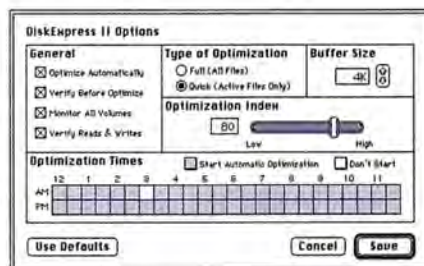 DiskExpress II Options
General
Optimize Automatically
Verify Before Optimize
Monitor All Volumes
Verify Reads & Writes
Type of Optimization
Full (All Files)
Quick (Active Files Only)
Buffer Size
4K
Optimization Index
80
Low High
Optimization Times Start Automatic Optimization Don't Start
12 1 2 3 4 5 6 7 8 9 10 11
AM
PM
Use Defaults Cancel Save